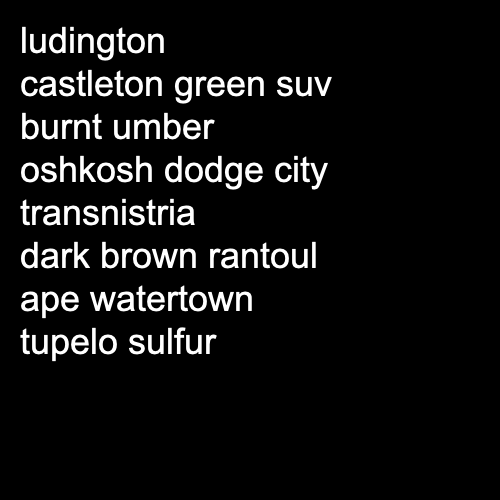 ludington
castleton green suv
burnt umber
oshkosh dodge city
transnistria
dark brown rantoul
ape watertown
tupelo sulfur